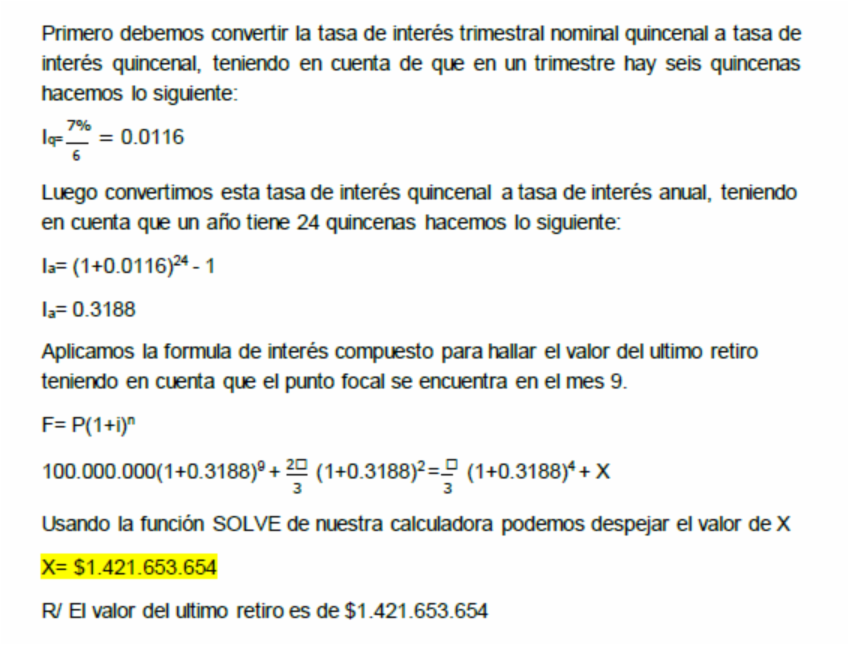 Primero debemos convertir la tasa de interés trimestral nominal quincenal a tasa de
interés quincenal, teniendo en cuenta de que en un trimestre hay seis quincenas
hacemos lo siguiente:
Iq= 7%/6 = 0.0116
Luego convertimos esta tasa de interés quincenal a tasa de interés anual, teniendo
en cuenta que un año tiene 24 quincenas hacemos lo siguiente:
Ia= (1+0.0116)²⁴ - 1
Ia= 0.3188
Aplicamos la formula de interés compuesto para hallar el valor del ultimo retiro
teniendo en cuenta que el punto focal se encuentra en el mes 9.
F= P(1+i)ⁿ
100.000.000(1+0.3188)⁹ + 2□/3 (1+0.3188)² = □/3 (1+0.3188)⁴ + X
Usando la función SOLVE de nuestra calculadora podemos despejar el valor de X
X= $1.421.653.654
R/ El valor del ultimo retiro es de $1.421.653.654